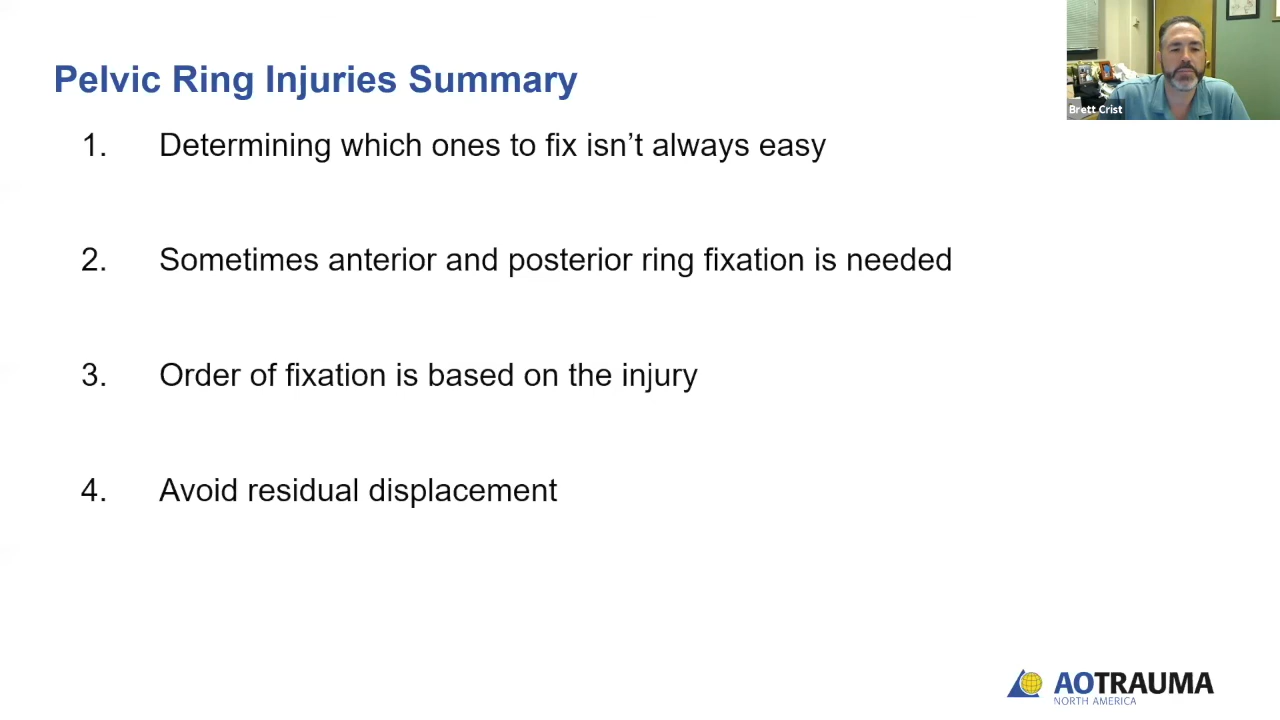 Pelvic Ring Injuries Summary
1. Determining which ones to fix isn’t always easy
2. Sometimes anterior and posterior ring fixation is needed
3. Order of fixation is based on the injury
4. Avoid residual displacement
Brett Crist
AOTRAUMA
NORTH AMERICA